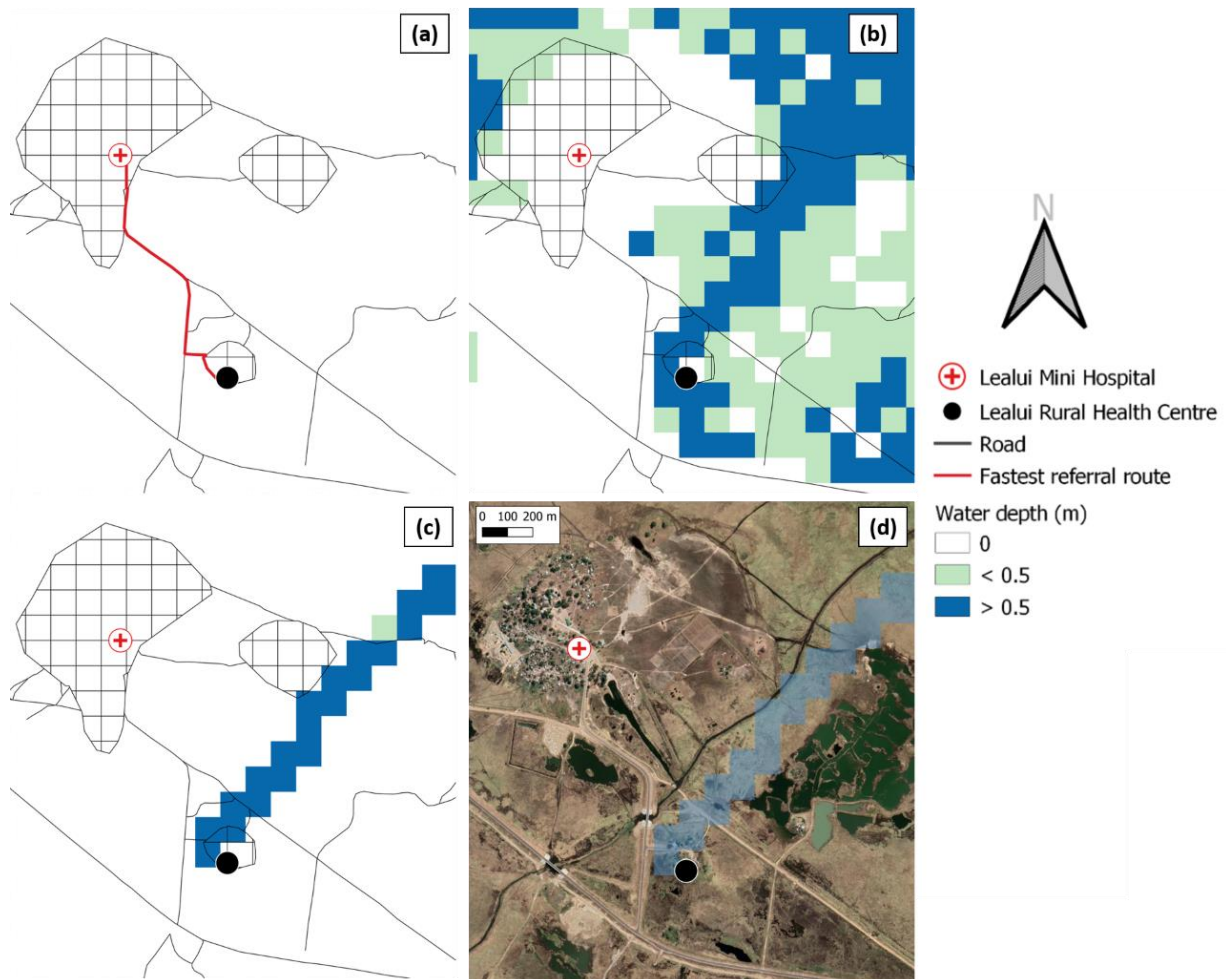 (a)
(b)
N
Lealui Mini Hospital
Lealui Rural Health Centre
Road
Fastest referral route
Water depth (m)
0
< 0.5
> 0.5
(c)
(d)
0 100 200 m